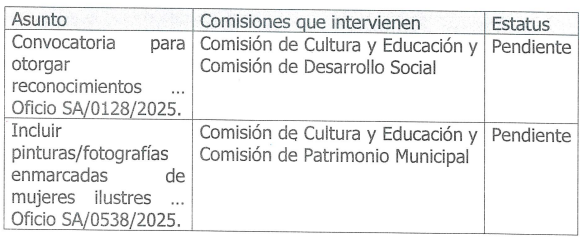 Asunto Comisiones que intervienen Estatus
Convocatoria para otorgar reconocimientos ... Oficio SA/0128/2025. Comisión de Cultura y Educación y Comisión de Desarrollo Social Pendiente
Incluir pinturas/fotografías enmarcadas de mujeres ilustres ... Oficio SA/0538/2025. Comisión de Cultura y Educación y Comisión de Patrimonio Municipal Pendiente